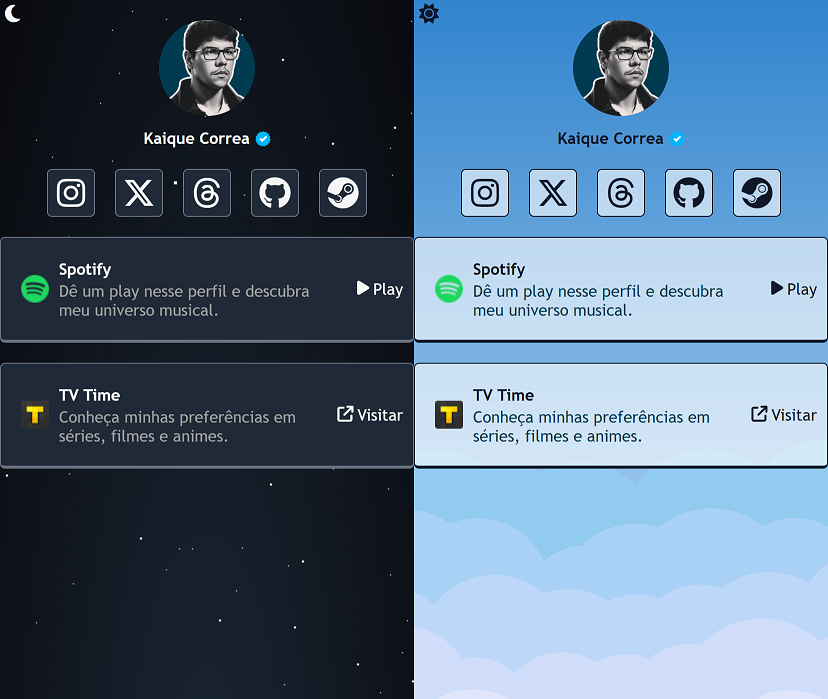 Kaique Correa
Spotify
Dê um play nesse perfil e descubra
meu universo musical.
Play
TV Time
Conheça minhas preferências em
séries, filmes e animes.
Visitar
Kaique Correa
Spotify
Dê um play nesse perfil e descubra
meu universo musical.
Play
TV Time
Conheça minhas preferências em
séries, filmes e animes.
Visitar